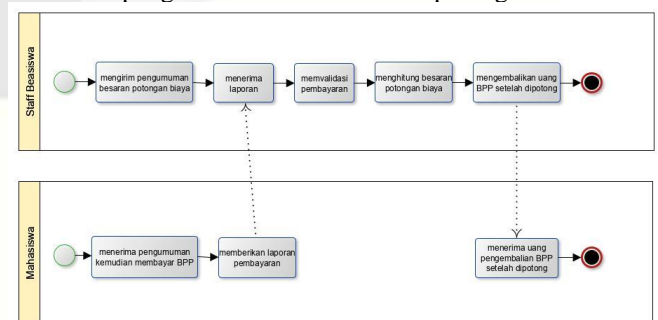 Staff Beasiswa
mengirim pengumuman
besaran potongan biaya
menerima
laporan
memvalidasi
pembayaran
menghitung besaran
potongan biaya
mengembalikan uang
BPP setelah dipotong
Mahasiswa
menerima pengumuman
kemudian membayar BPP
memberikan laporan
pembayaran
menerima uang
pengembalian BPP
setelah dipotong